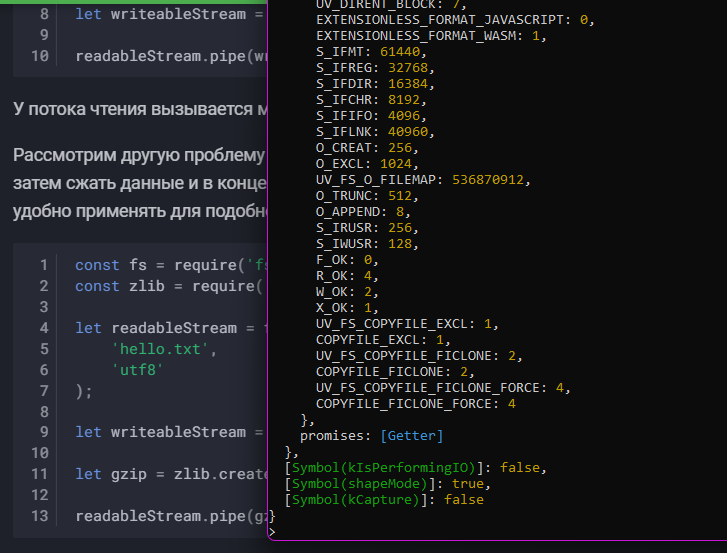 8 let writeableStream =
9
10 readableStream.pipe(
У потока чтения вызывается
Рассмотрим другую проблему
затем сжать данные и в конце
удобно применять для
1 const fs = require('fs
2 const zlib = require(
3
4 let readableStream =
5 'hello.txt',
6 'utf8'
7 );
8
9 let writeableStream =
10
11 let gzip = zlib.create
12
13 readableStream.pipe(gz
UV_DIRENT_BLOCK: 7,
EXTENSIONLESS_FORMAT_JAVASCRIPT: 0,
EXTENSIONLESS_FORMAT_WASM: 1,
S_IFMT: 61440,
S_IFREG: 32768,
S_IFDIR: 16384,
S_IFCHR: 8192,
S_IFIFO: 4096,
S_IFLNK: 40960,
O_CREAT: 256,
O_EXCL: 1024,
UV_FS_O_FILEMAP: 536870912,
O_TRUNC: 512,
O_APPEND: 8,
S_IRUSR: 256,
S_IWUSR: 128,
F_OK: 0,
R_OK: 4,
W_OK: 2,
X_OK: 1,
UV_FS_COPYFILE_EXCL: 1,
COPYFILE_EXCL: 1,
UV_FS_COPYFILE_FICLONE: 2,
COPYFILE_FICLONE: 2,
UV_FS_COPYFILE_FICLONE_FORCE: 4,
COPYFILE_FICLONE_FORCE: 4
},
promises: [Getter]
},
[Symbol(kIsPerformingIO)]: false,
[Symbol(shapeMode)]: true,
[Symbol(kCapture)]: false
}
>